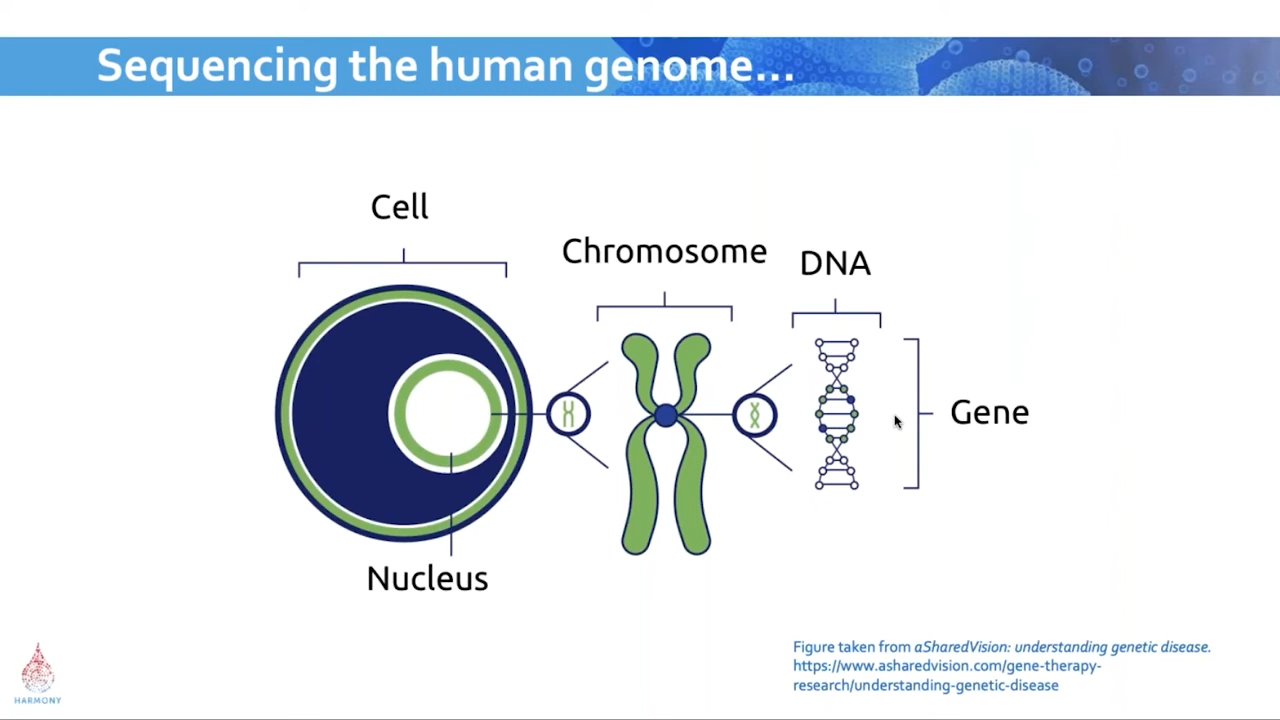 Sequencing the human genome...
Cell
Chromosome
DNA
Gene
Nucleus
Figure taken from aSharedVision: understanding genetic disease.
https://www.asharedvision.com/gene-therapy-
research/understanding-genetic-disease
HARMONY